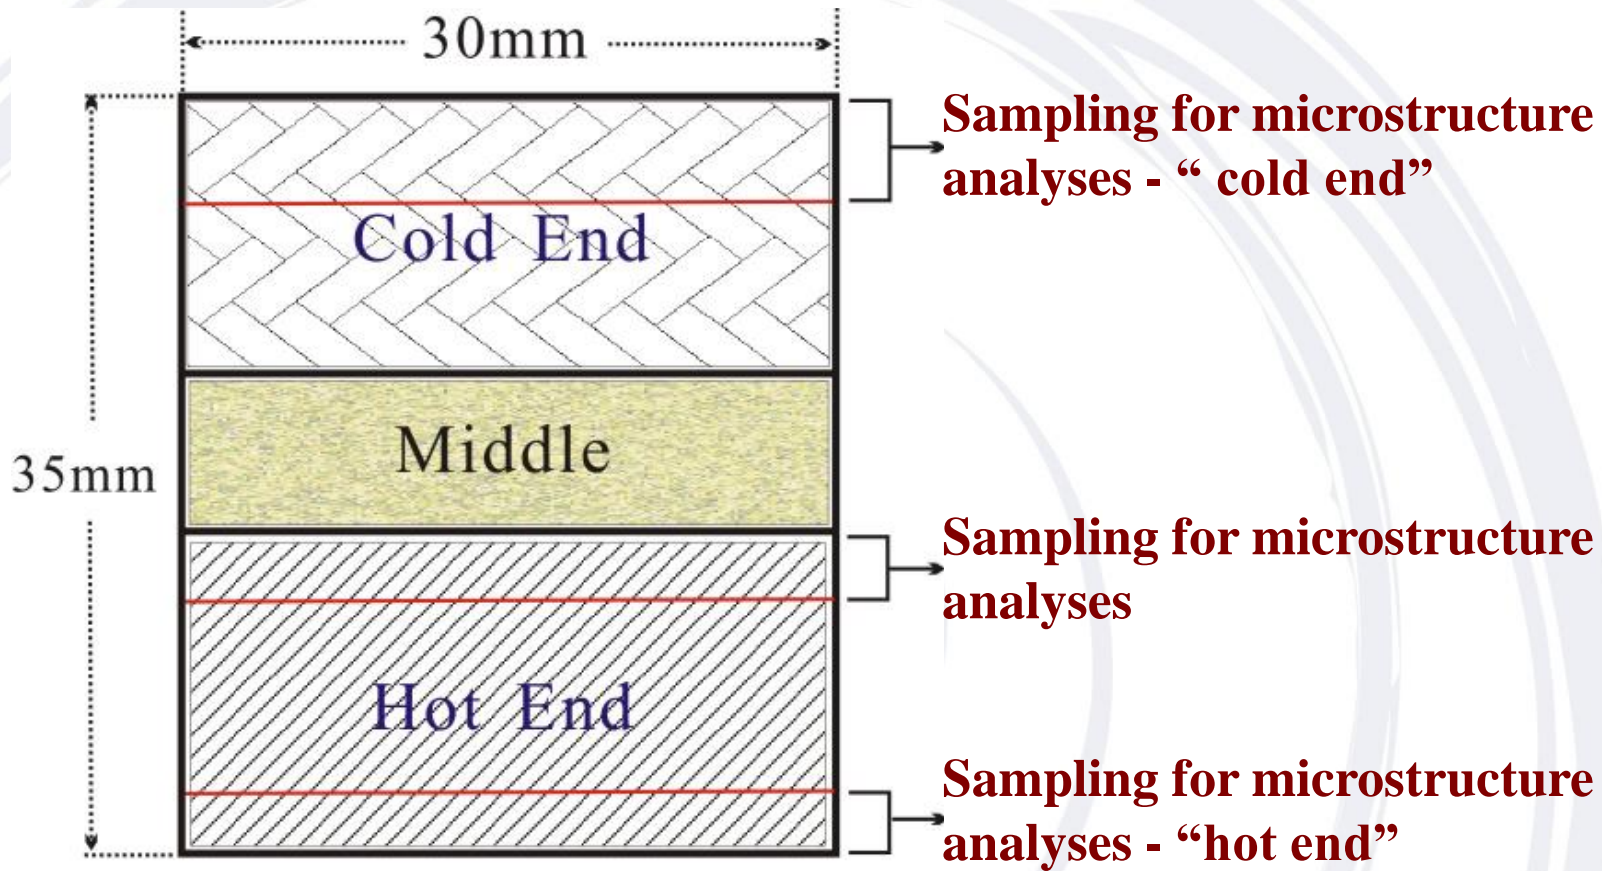 30mm
Sampling for microstructure
analyses - “ cold end”
Cold End
Middle
35mm
Sampling for microstructure
analyses
Hot End
Sampling for microstructure
analyses - “hot end”